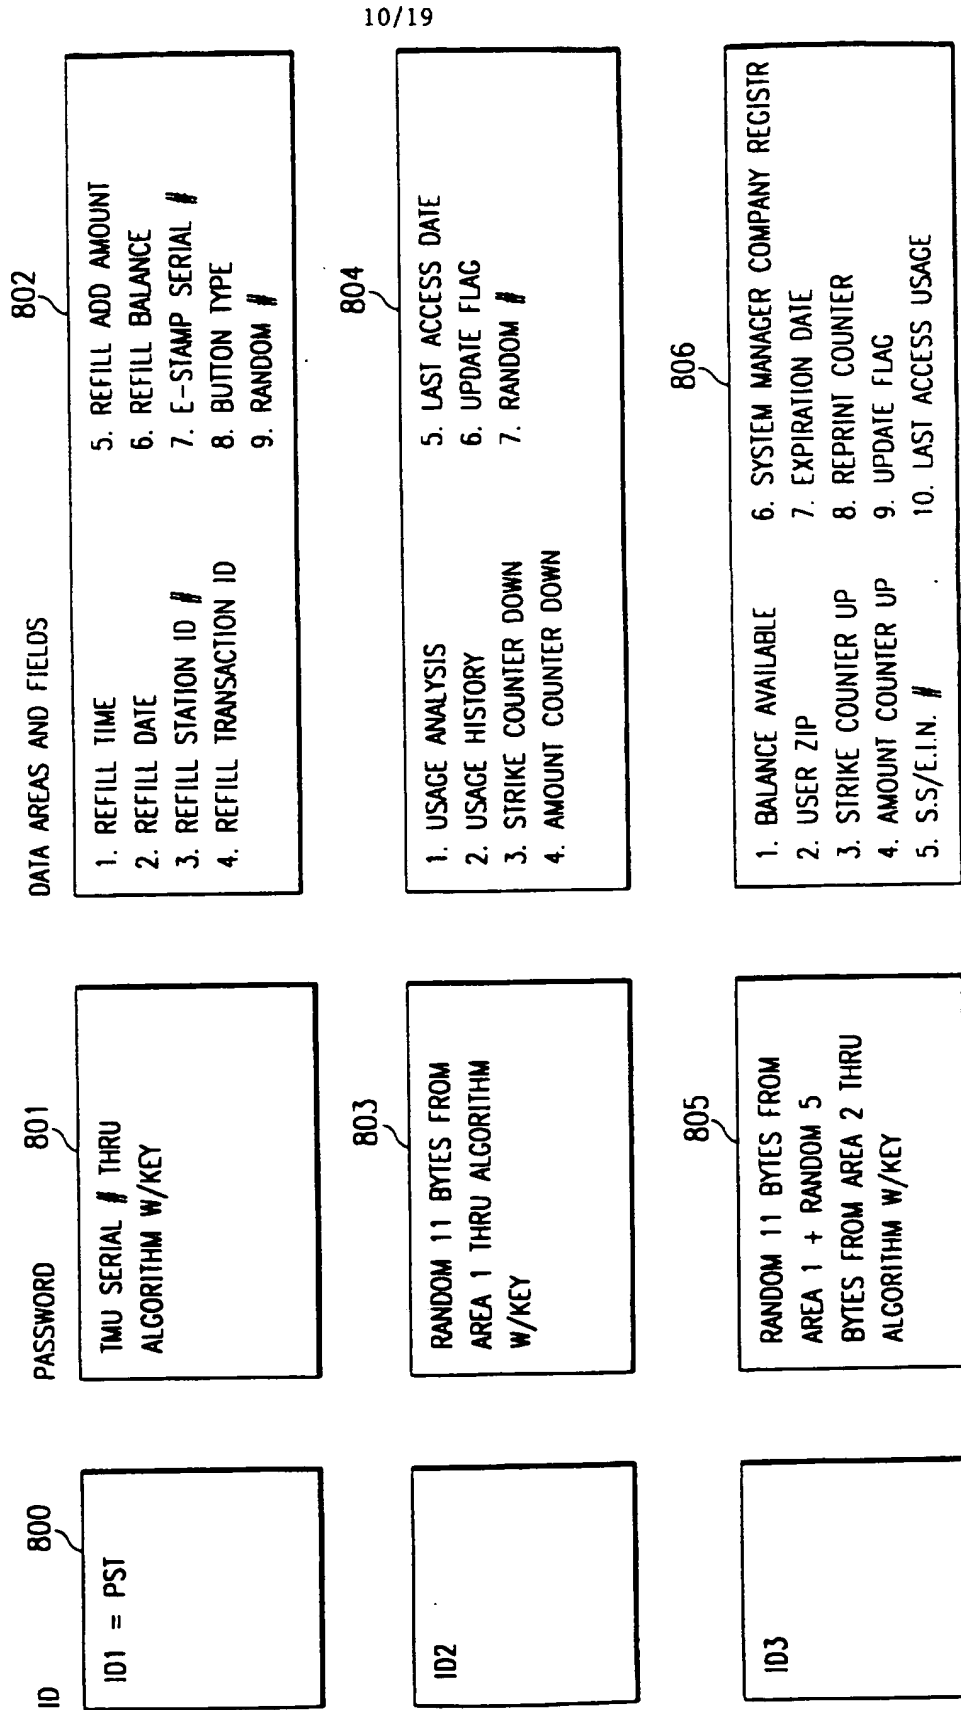 10/19
ID
PASSWORD
DATA AREAS AND FIELDS
800
ID1 = PST
801
TMU SERIAL # THRU
ALGORITHM W/KEY
802
1. REFILL TIME
2. REFILL DATE
3. REFILL STATION ID #
4. REFILL TRANSACTION ID
5. REFILL ADD AMOUNT
6. REFILL BALANCE
7. E-STAMP SERIAL #
8. BUTTON TYPE
9. RANDOM #
ID2
803
RANDOM 11 BYTES FROM
AREA 1 THRU ALGORITHM
W/KEY
804
1. USAGE ANALYSIS
2. USAGE HISTORY
3. STRIKE COUNTER DOWN
4. AMOUNT COUNTER DOWN
5. LAST ACCESS DATE
6. UPDATE FLAG
7. RANDOM #
ID3
805
RANDOM 11 BYTES FROM
AREA 1 + RANDOM 5
BYTES FROM AREA 2 THRU
ALGORITHM W/KEY
806
1. BALANCE AVAILABLE
2. USER ZIP
3. STRIKE COUNTER UP
4. AMOUNT COUNTER UP
5. S.S/E.I.N. #
6. SYSTEM MANAGER COMPANY REGISTR
7. EXPIRATION DATE
8. REPRINT COUNTER
9. UPDATE FLAG
10. LAST ACCESS USAGE